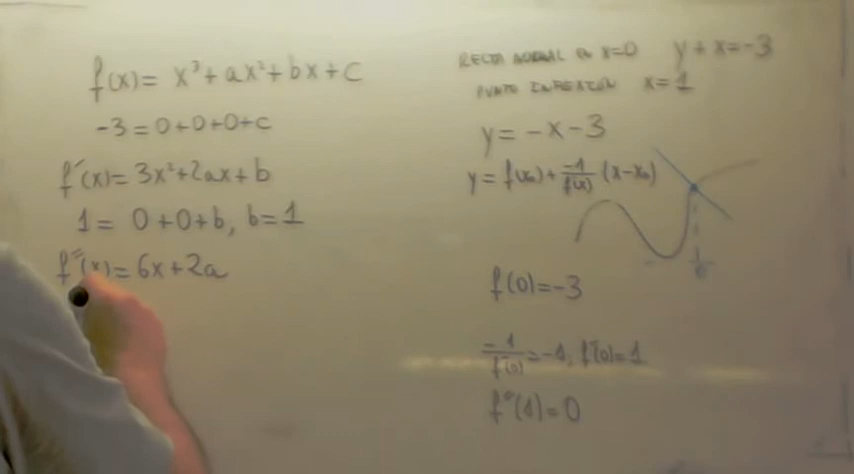 f(x) = x³ + ax² + bx + c
-3 = 0+0+0+c
f'(x) = 3x² + 2ax + b
1 = 0+0+b, b=1
f''(x) = 6x + 2a
RECTA NORMAL EN x=0 y+x=-3
PUNTO INFLEXION x=1
y = -x-3
y = f(x₀) + -1/f'(x₀) (x-x₀)
f(0) = -3
-1/f'(0) = -1, f'(0)=1
f''(1) = 0